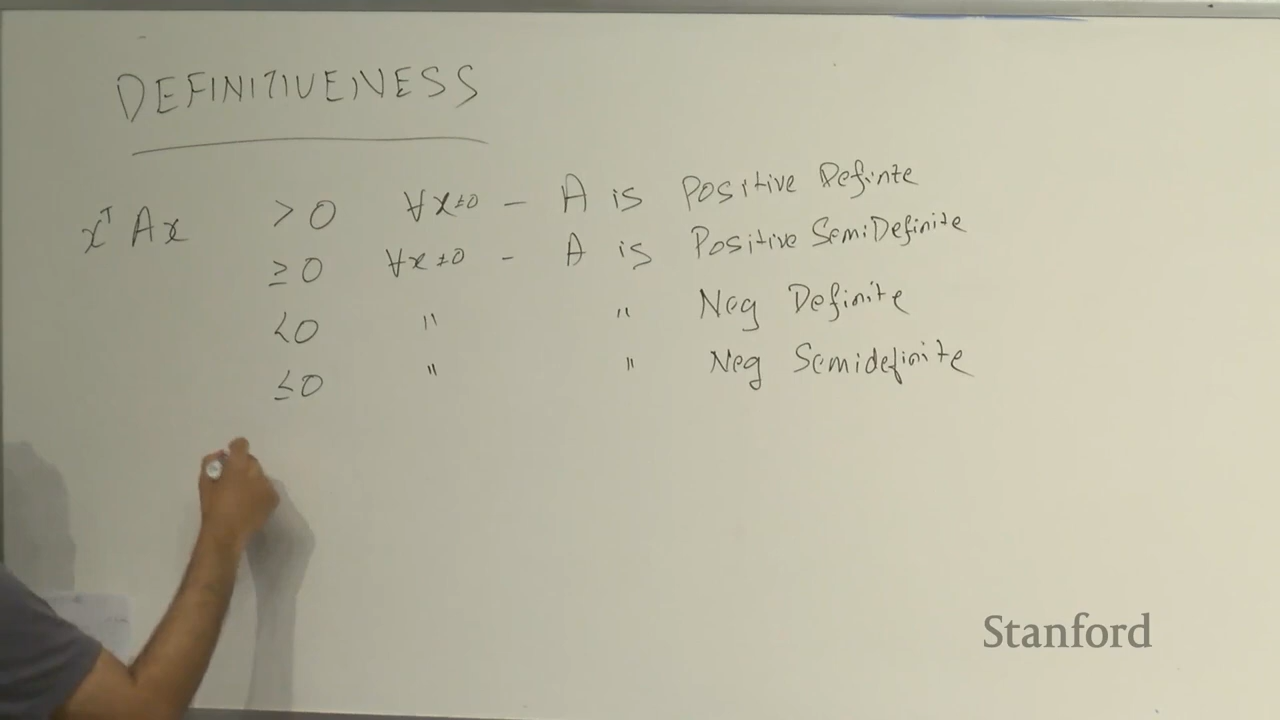 DEFINITIVENESS
xᵀAx > 0 ∀x≠0 – A is Positive Definte
≥ 0 ∀x≠0 - A is Positive SemiDefinite
< 0 " " Neg Definite
≤ 0 " " Neg Semidefinite
Stanford